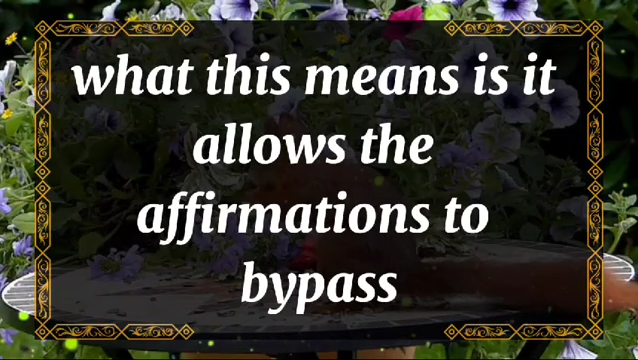 what this means is it
allows the
affirmations to
bypass